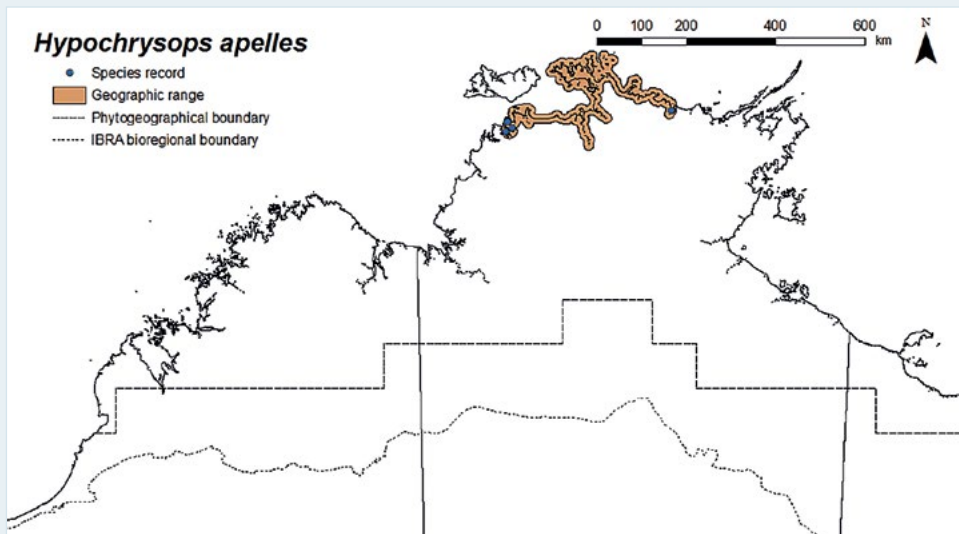 Hypochrysops apelles
Species record
Geographic range
Phytogeographical boundary
IBRA bioregional boundary
0 100 200 400 600
km
N